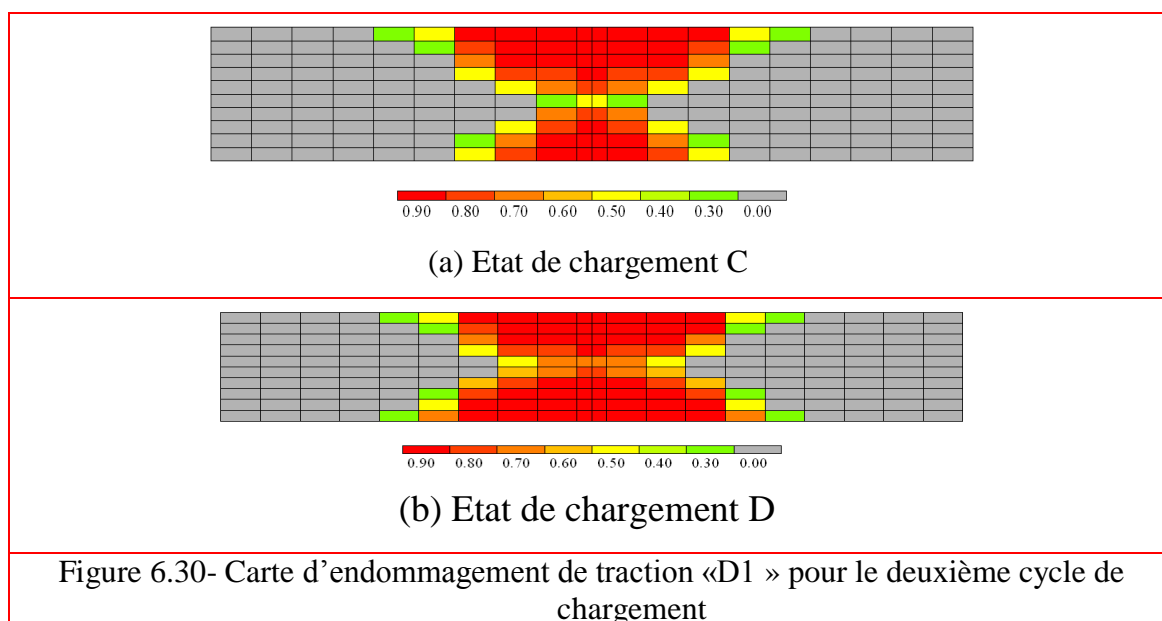 0.90 0.80 0.70 0.60 0.50 0.40 0.30 0.00
(a) Etat de chargement C
0.90 0.80 0.70 0.60 0.50 0.40 0.30 0.00
(b) Etat de chargement D
Figure 6.30- Carte d’endommagement de traction «D1 » pour le deuxième cycle de
chargement